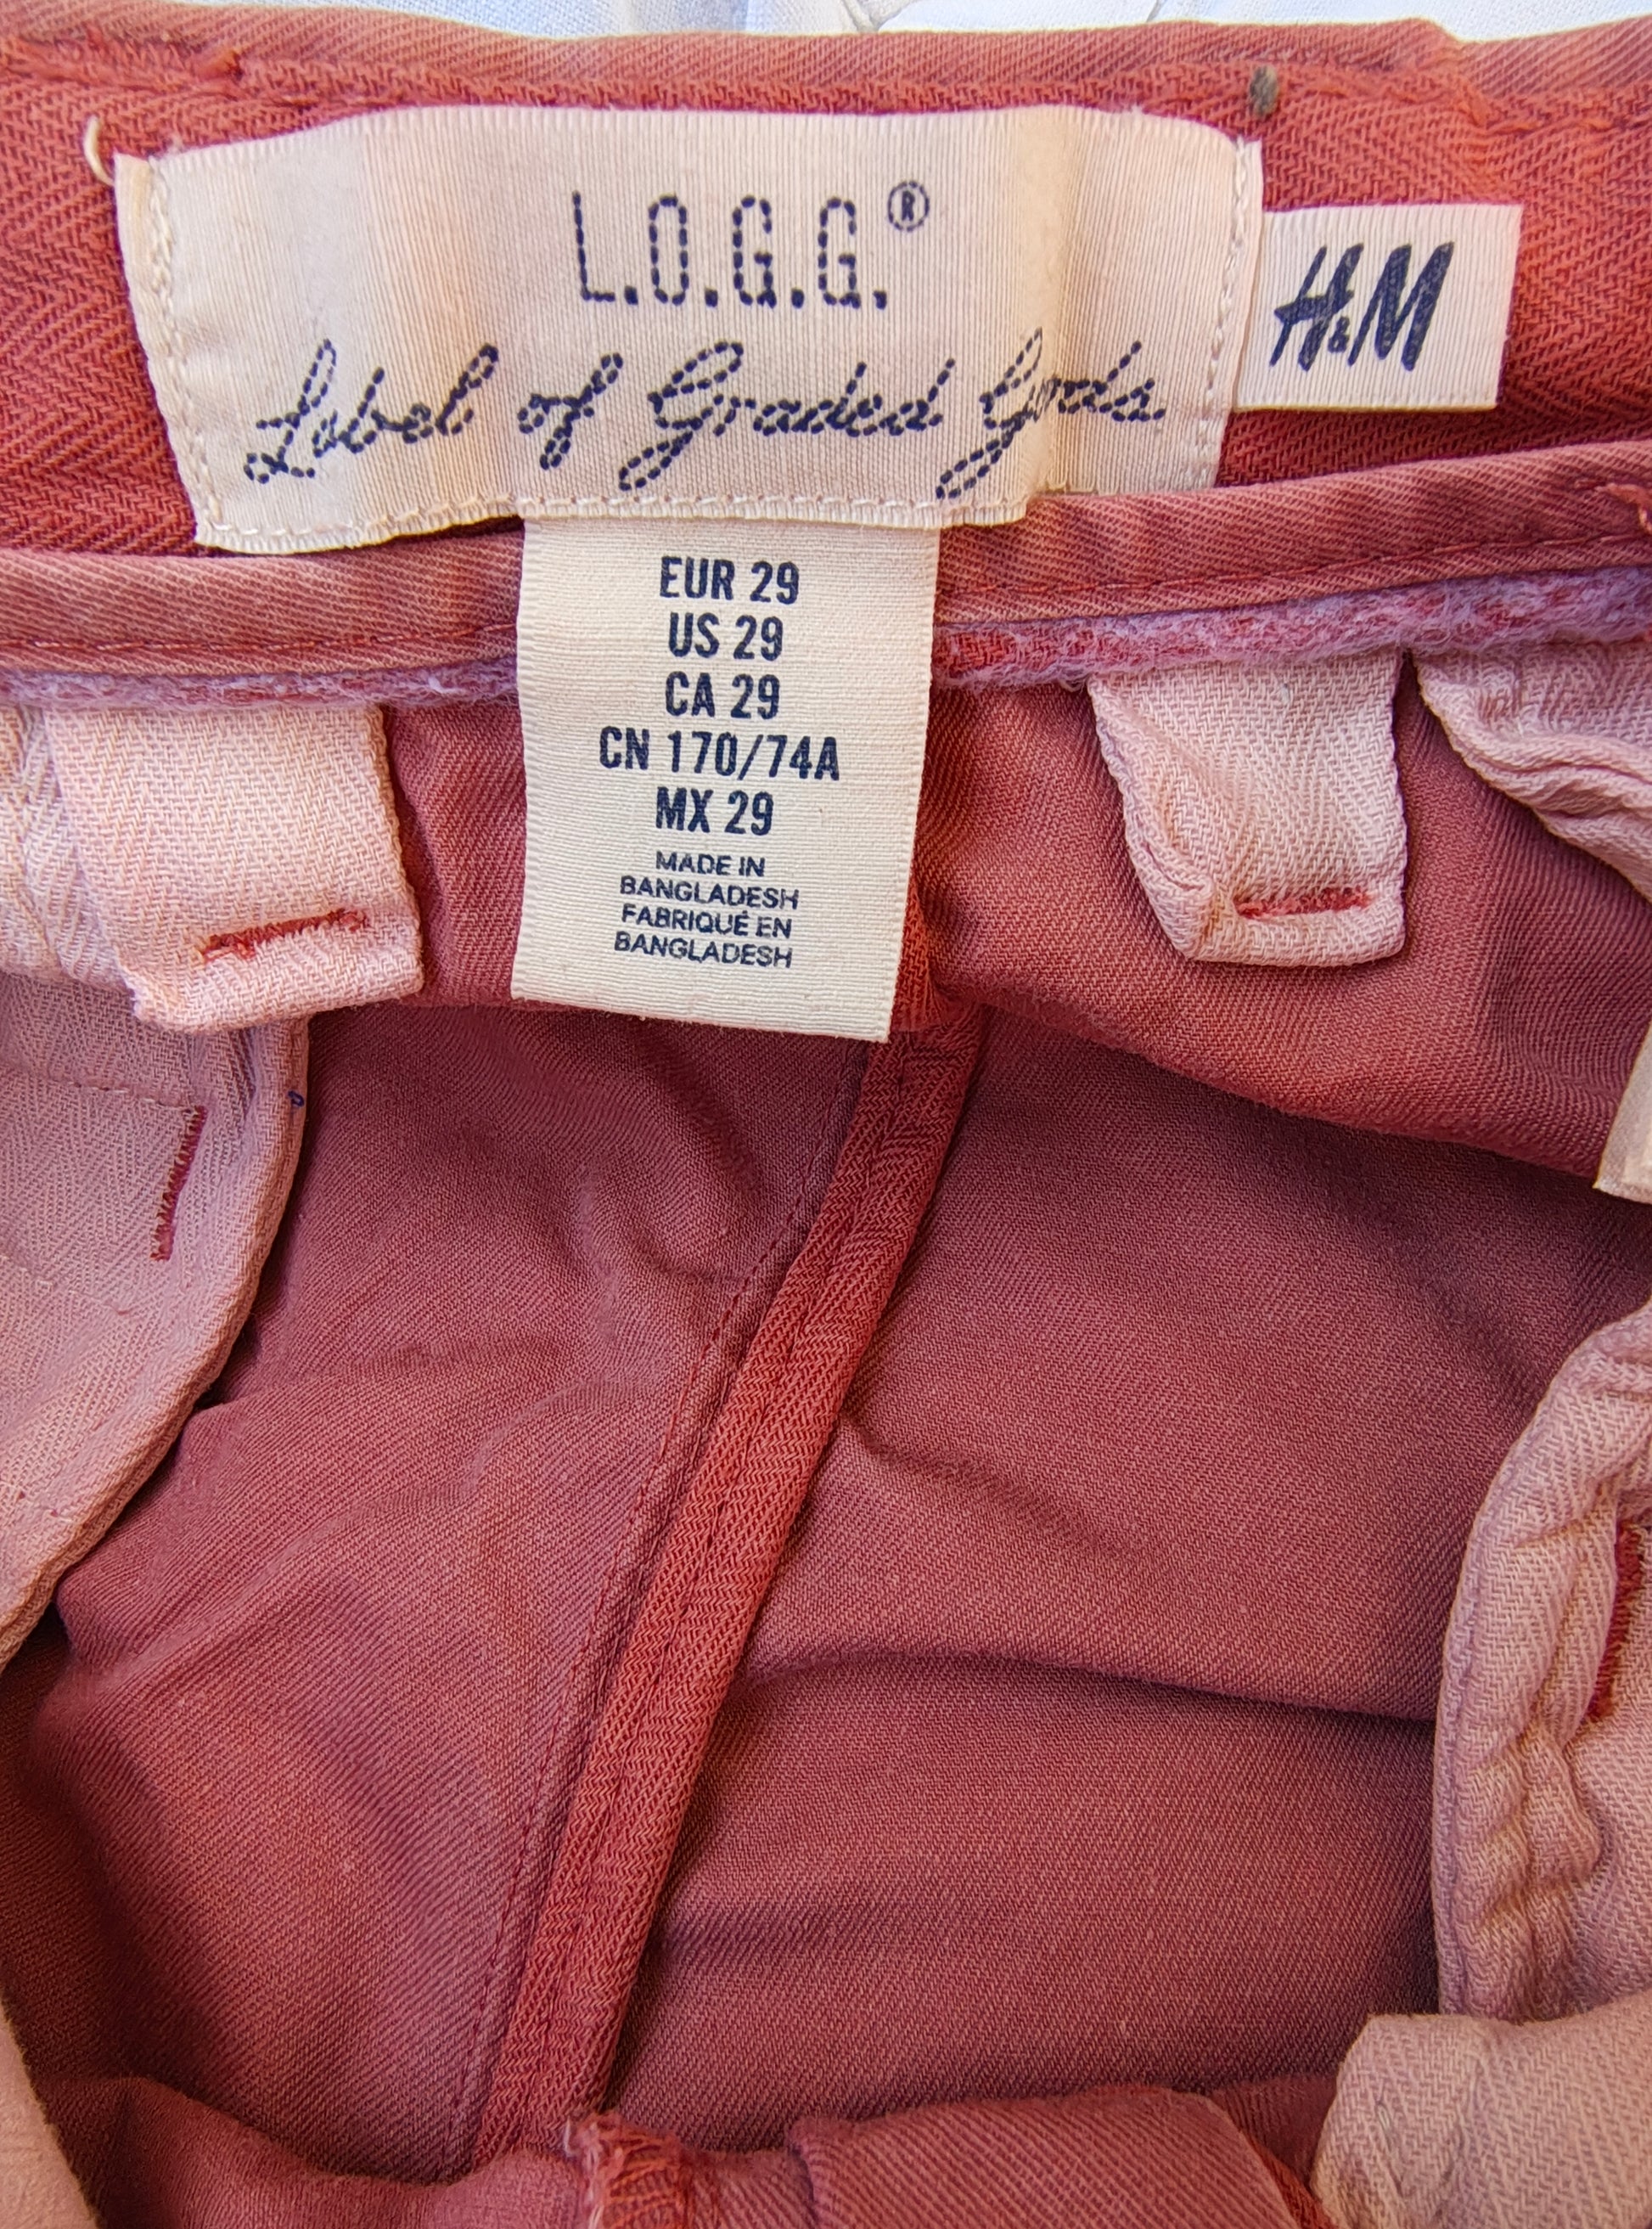 L.O.G.G.®
Label of Graded Goods
H&M
EUR 29
US 29
CA 29
CN 170/74A
MX 29
MADE IN
BANGLADESH
FABRIQUÉ EN
BANGLADESH